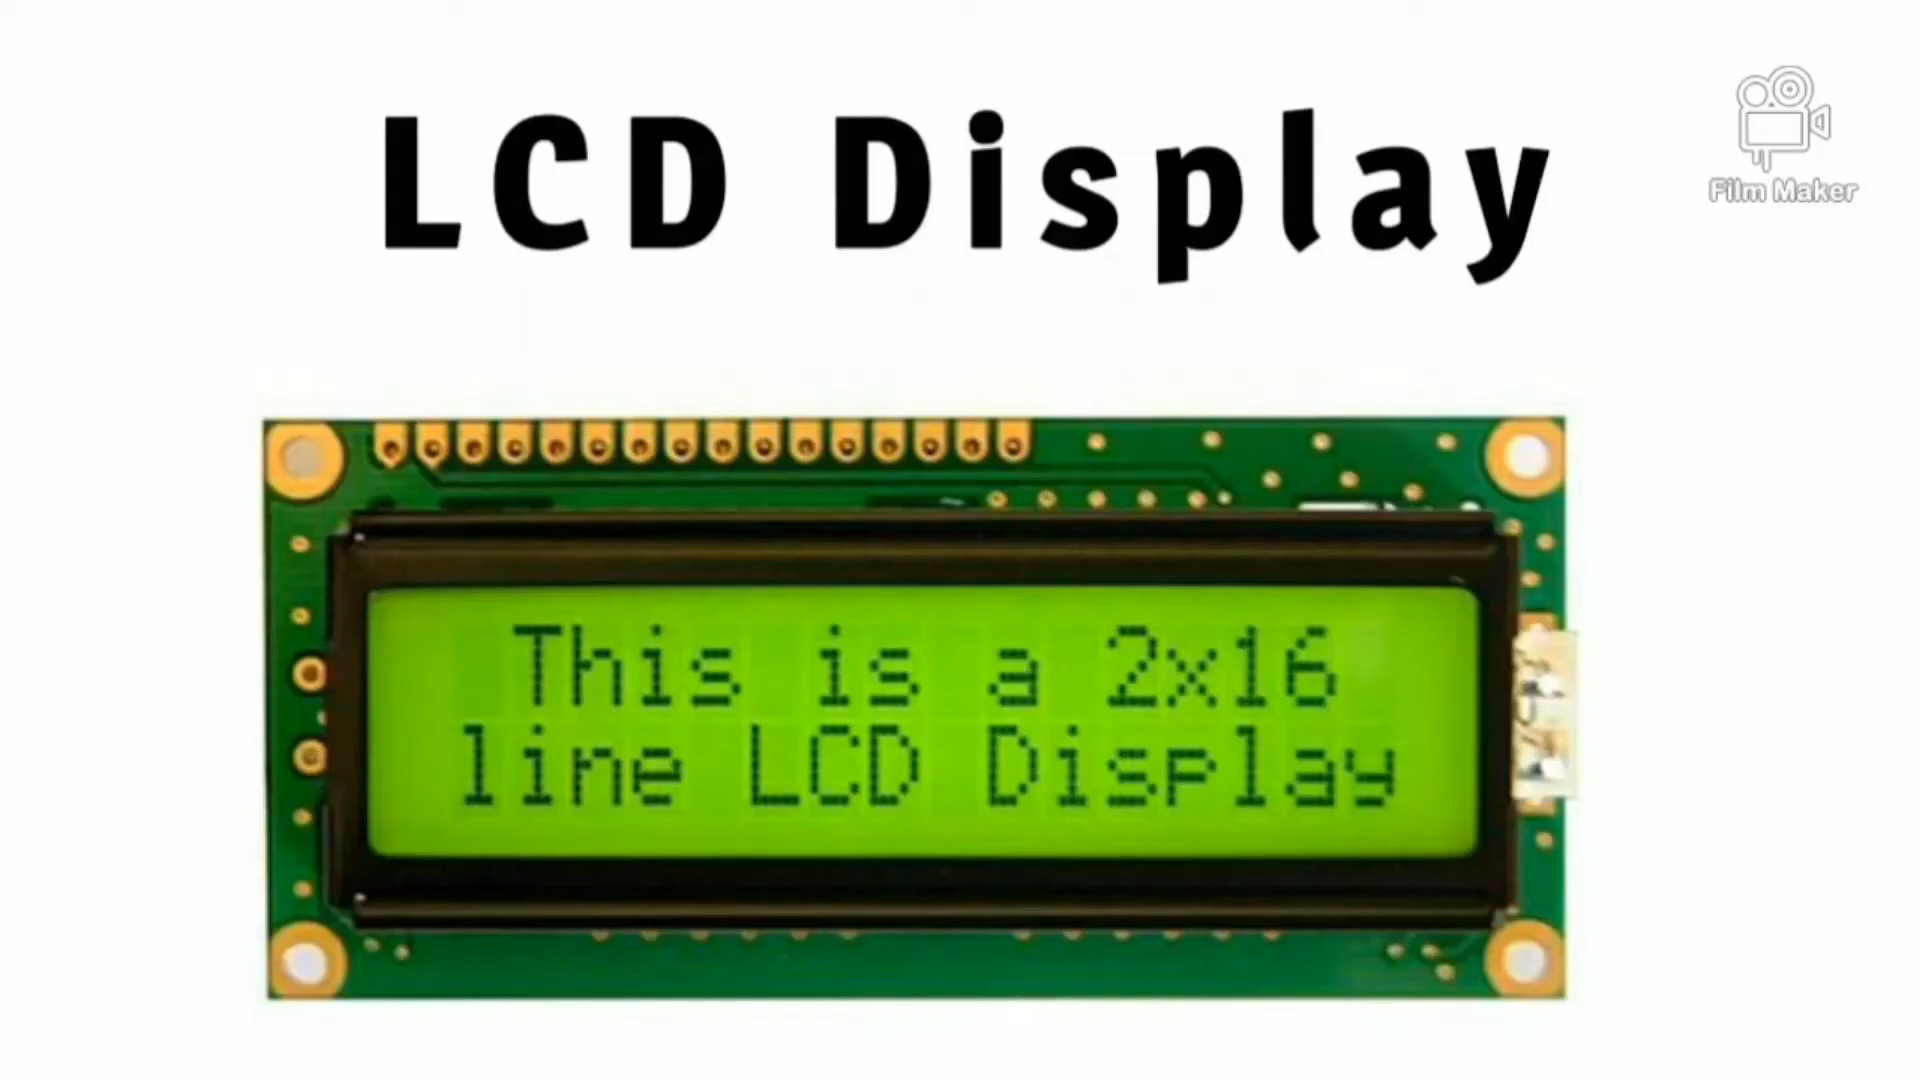 LCD Display
Film Maker
This is a 2x16
line LCD Display